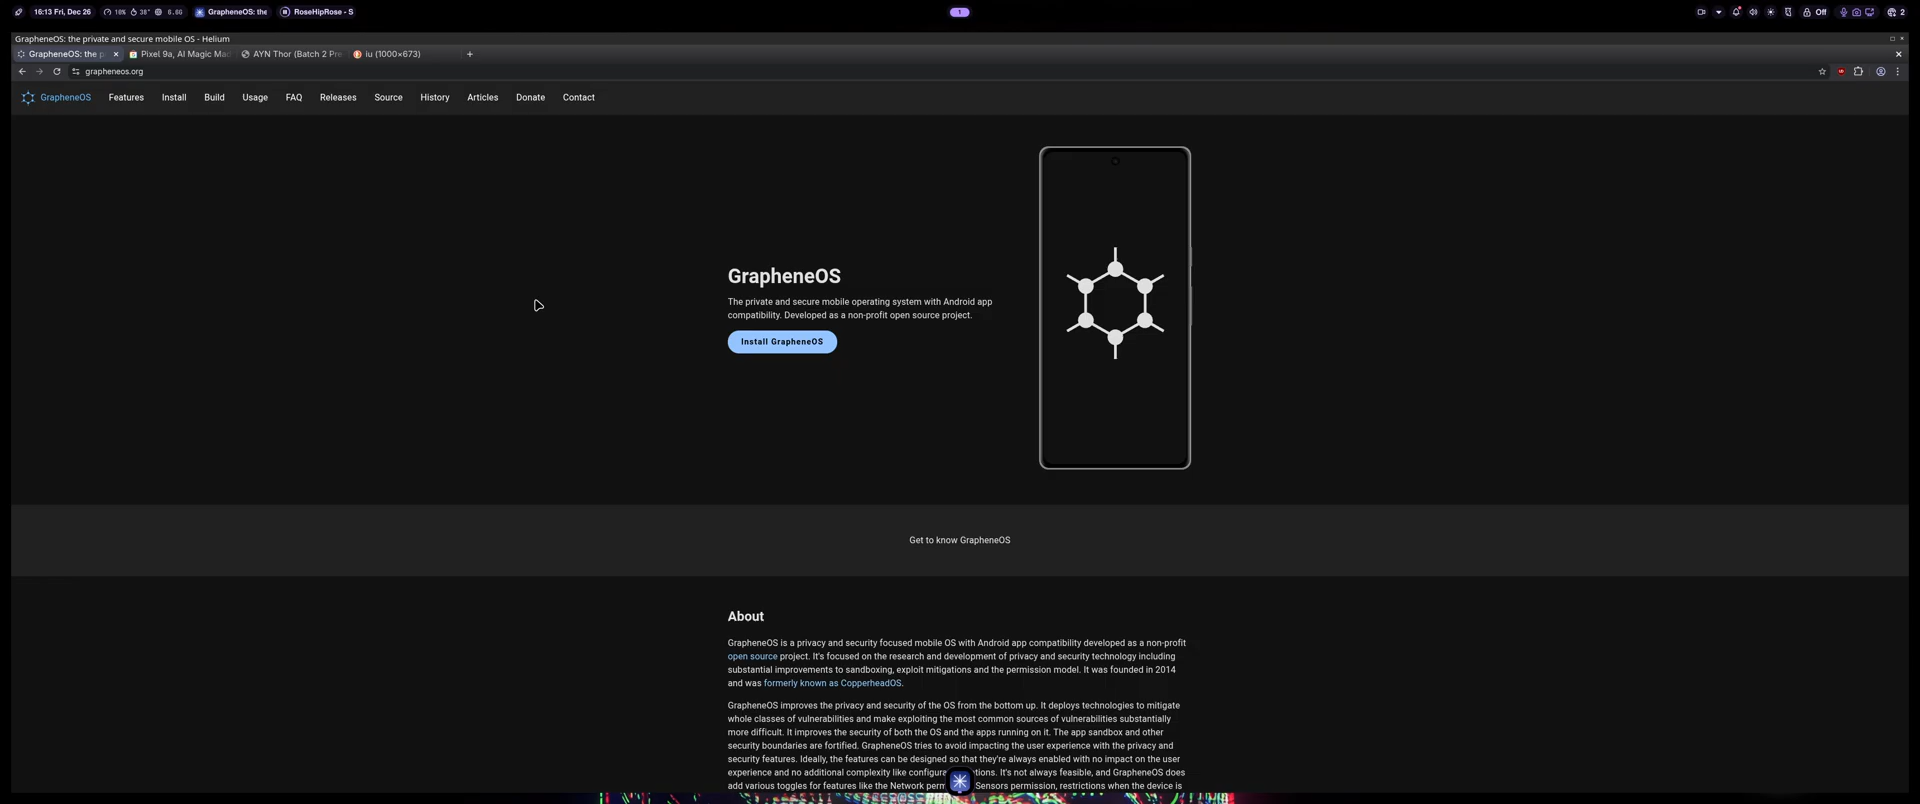 16:13 Fri, Dec 26 10% 38° 6.6G GrapheneOS: the RoseHipRose - S 1 Off 2
GrapheneOS: the private and secure mobile OS - Helium
GrapheneOS: the p Pixel 9a, AI Magic Ma AYN Thor (Batch 2 Pre iu (1000×673)
grapheneos.org
GrapheneOS Features Install Build Usage FAQ Releases Source History Articles Donate Contact
GrapheneOS
The private and secure mobile operating system with Android app
compatibility. Developed as a non-profit open source project.
Install GrapheneOS
Get to know GrapheneOS
About
GrapheneOS is a privacy and security focused mobile OS with Android app compatibility developed as a non-profit
open source project. It's focused on the research and development of privacy and security technology including
substantial improvements to sandboxing, exploit mitigations and the permission model. It was founded in 2014
and was formerly known as CopperheadOS.
GrapheneOS improves the privacy and security of the OS from the bottom up. It deploys technologies to mitigate
whole classes of vulnerabilities and make exploiting the most common sources of vulnerabilities substantially
more difficult. It improves the security of both the OS and the apps running on it. The app sandbox and other
security boundaries are fortified. GrapheneOS tries to avoid impacting the user experience with the privacy and
security features. Ideally, the features can be designed so that they're always enabled with no impact on the user
experience and no additional complexity like configura tions. It's not always feasible, and GrapheneOS does
add various toggles for features like the Network perm Sensors permission, restrictions when the device is